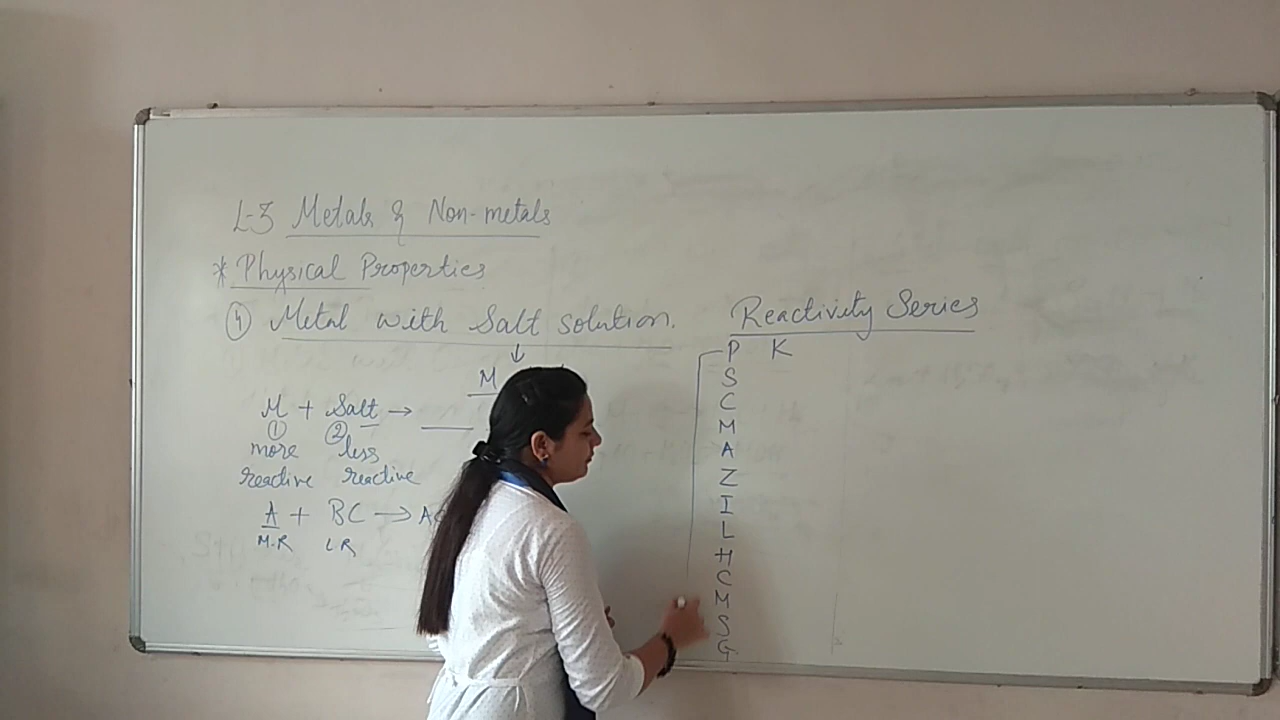 L-3 Metals & Non-metals
* Physical Properties
④ Metal with Salt solution.
↓
M
M + Salt →
① ②
more less
reactive reactive
A + BC → AC
M.R LR
Reactivity Series
P K
S
C
M
A
Z
I
L
H
C
M
S
G